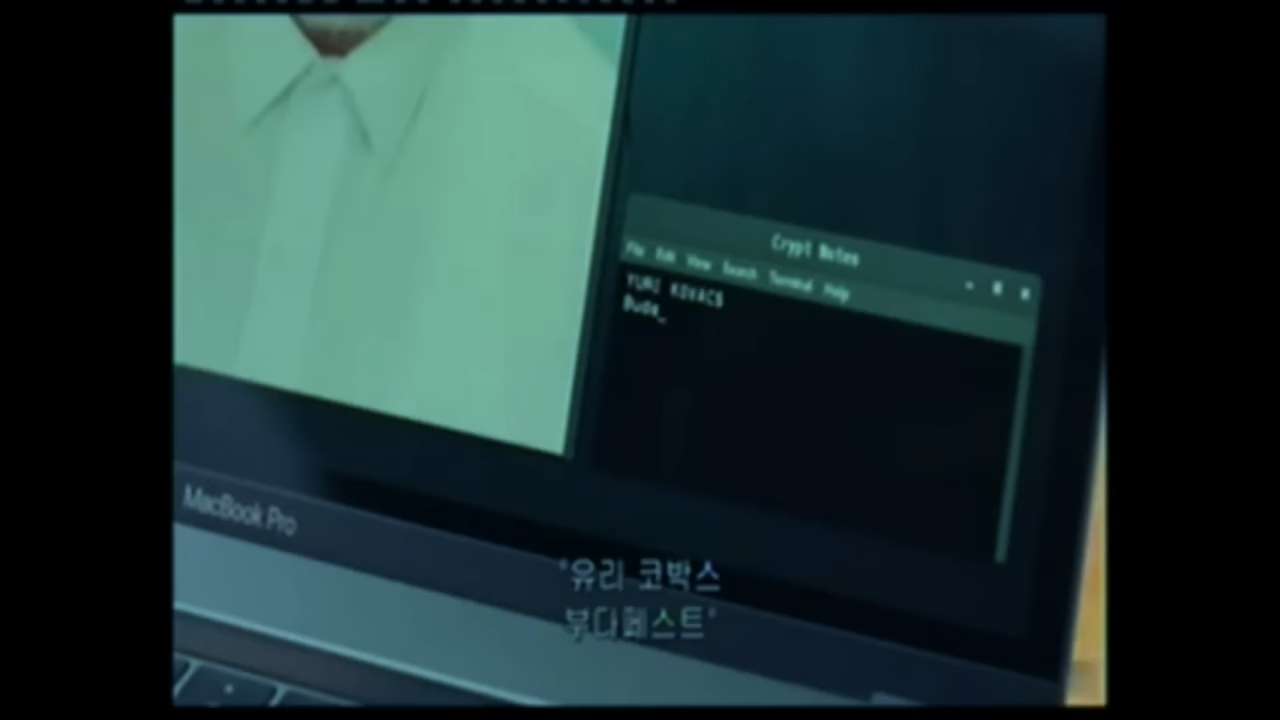 Crypt Notes
File Edit View Search Terminal Help
YURI KOVACS
Buda_
MacBook Pro
"유리 코박스
부다페스트"